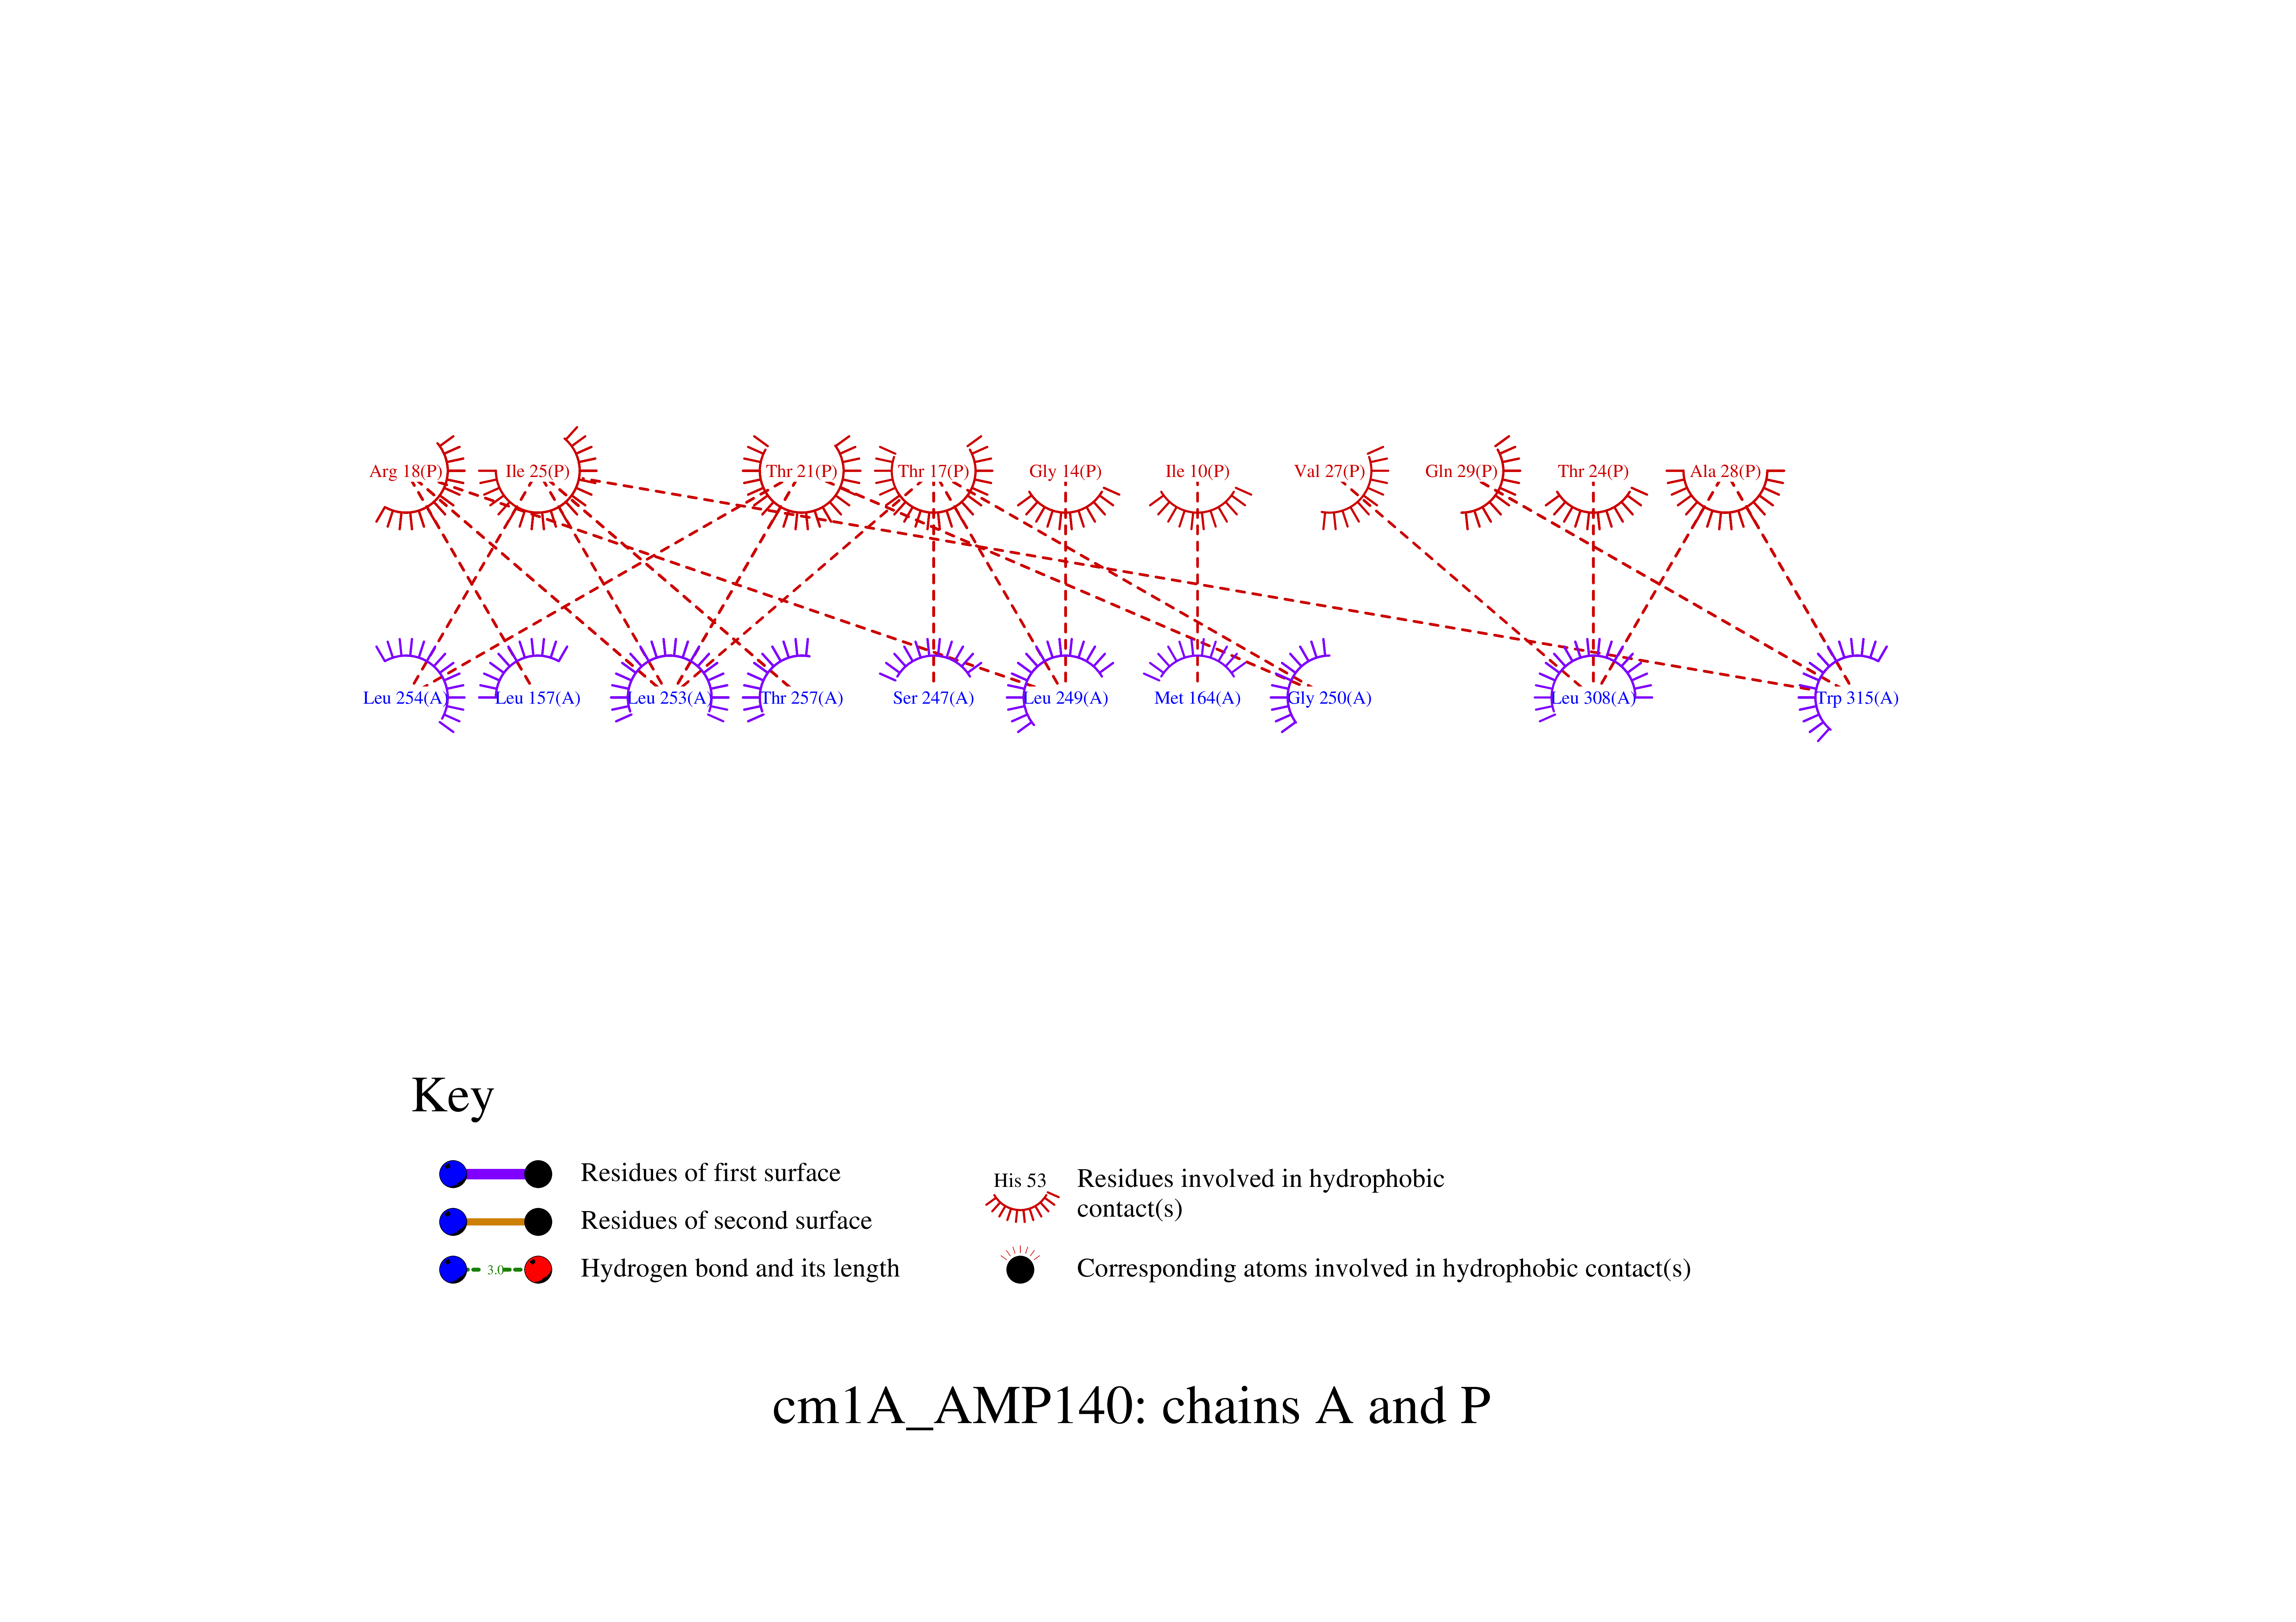 Arg 18(P) Ile 25(P) Thr 21(P) Thr 17(P) Gly 14(P) Ile 10(P) Val 27(P) Gln 29(P) Thr 24(P) Ala 28(P)
Leu 254(A) Leu 157(A) Leu 253(A) Thr 257(A) Ser 247(A) Leu 249(A) Met 164(A) Gly 250(A) Leu 308(A) Trp 315(A)
Key
Residues of first surface
Residues of second surface
3.0 Hydrogen bond and its length
His 53 Residues involved in hydrophobic
contact(s)
Corresponding atoms involved in hydrophobic contact(s)
cm1A_AMP140: chains A and P